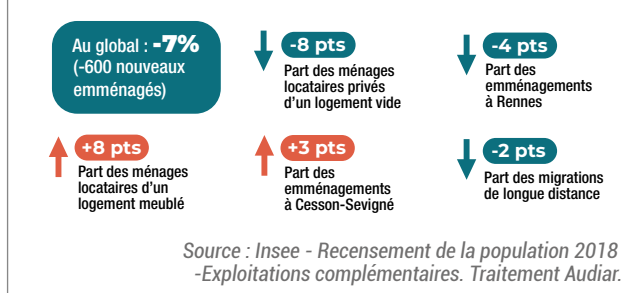 Au global : -7%
(-600 nouveaux
emménagés)
-8 pts
Part des ménages
locataires privés
d'un logement vide
-4 pts
Part des
emménagements
à Rennes
+8 pts
Part des ménages
locataires d'un
logement meublé
+3 pts
Part des
emménagements
à Cesson-Sevigné
-2 pts
Part des migrations
de longue distance
Source : Insee - Recensement de la population 2018
-Exploitations complémentaires. Traitement Audiar.